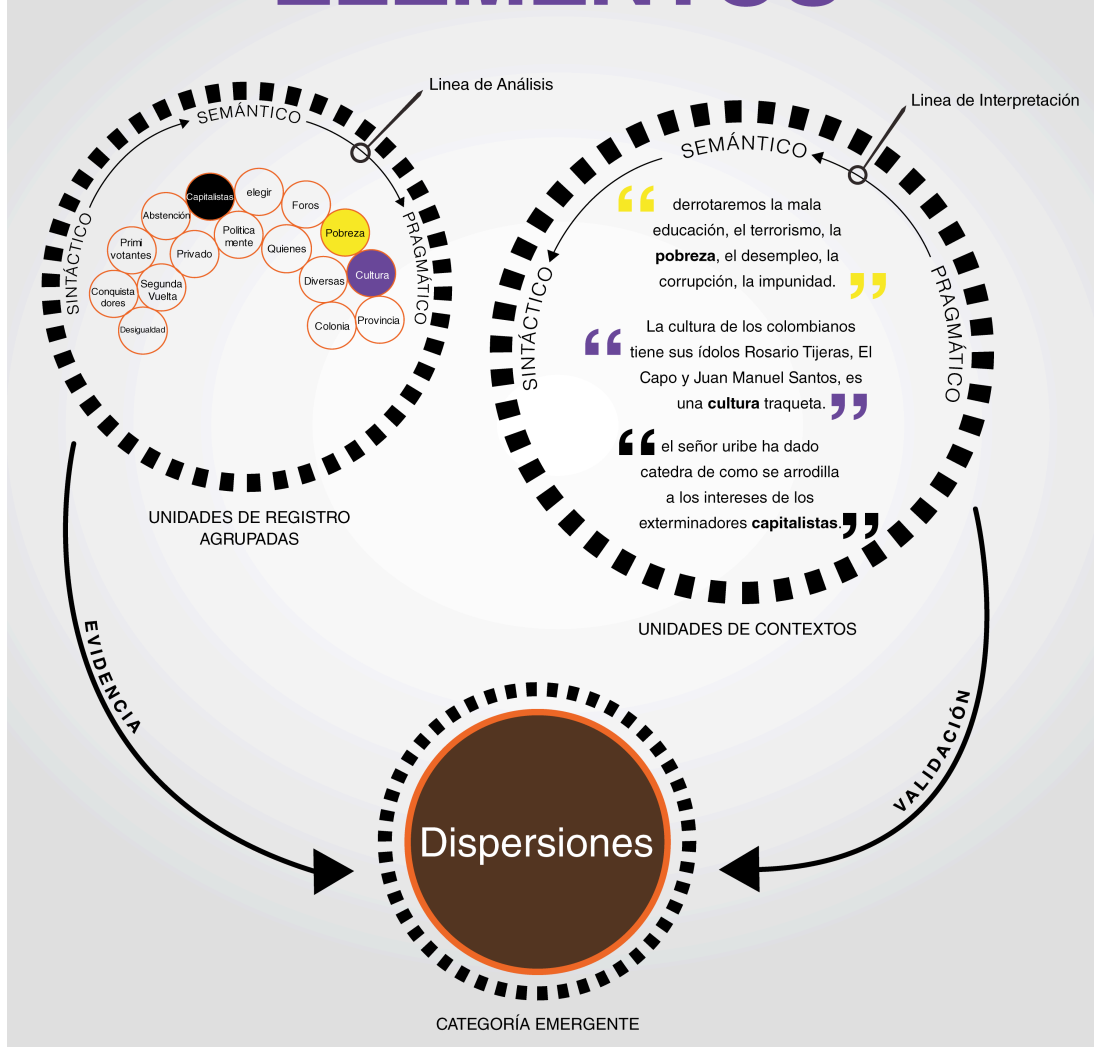 ELEMENTOS
Linea de Análisis
SINTÁCTICO
SEMÁNTICO
PRAGMÁTICO
Capitalistas
elegir
Abstención
Foros
Politica
mente
Pobreza
Primi
votantes
Privado
Quienes
Cultura
Diversas
Segunda
Vuelta
Conquista
dores
Desigualdad
Colonia
Provincia
UNIDADES DE REGISTRO
AGRUPADAS
Linea de Interpretación
SEMÁNTICO
SINTÁCTICO
PRAGMÁTICO
“ derrotaremos la mala
educación, el terrorismo, la
pobreza, el desempleo, la
corrupción, la impunidad. ”
“ La cultura de los colombianos
tiene sus ídolos Rosario Tijeras, El
Capo y Juan Manuel Santos, es
una cultura traqueta. ”
“ el señor uribe ha dado
catedra de como se arrodilla
a los intereses de los
exterminadores capitalistas. ”
UNIDADES DE CONTEXTOS
EVIDENCIA
VALIDACIÓN
Dispersiones
CATEGORÍA EMERGENTE